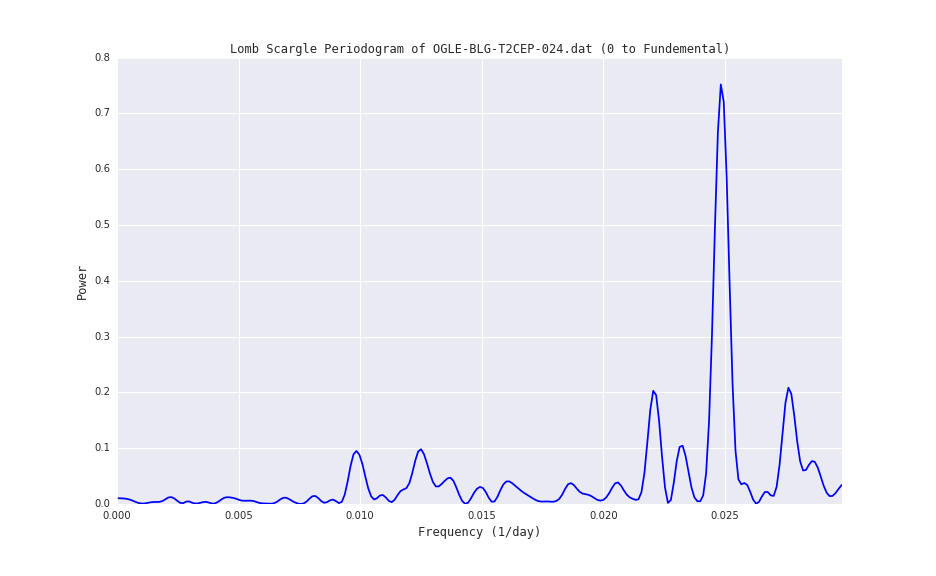 Lomb Scargle Periodogram of OGLE-BLG-T2CEP-024.dat (0 to Fundemental)
0.8
0.7
0.6
0.5
0.4
0.3
0.2
0.1
0.0
Power
0.000 0.005 0.010 0.015 0.020 0.025
Frequency (1/day)